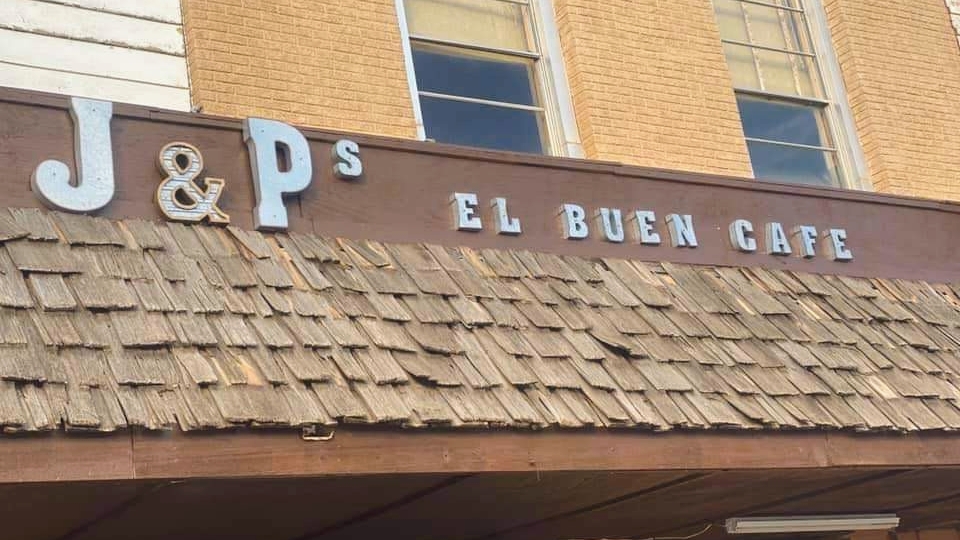 J & Ps EL BUEN CAFE